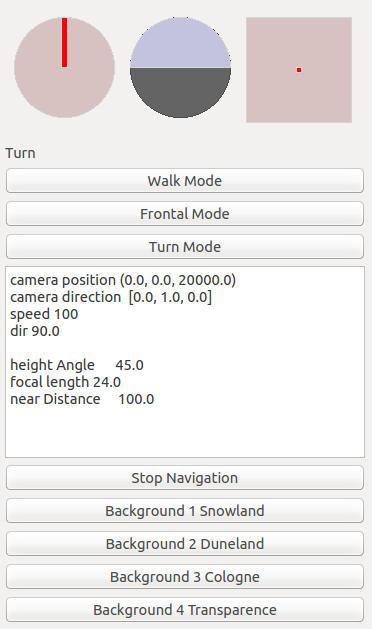 Turn
Walk Mode
Frontal Mode
Turn Mode
camera position (0.0, 0.0, 20000.0)
camera direction  [0.0, 1.0, 0.0]
speed 100
dir 90.0
height Angle     45.0
focal length 24.0
near Distance    100.0
Stop Navigation
Background 1 Snowland
Background 2 Duneland
Background 3 Cologne
Background 4 Transparence